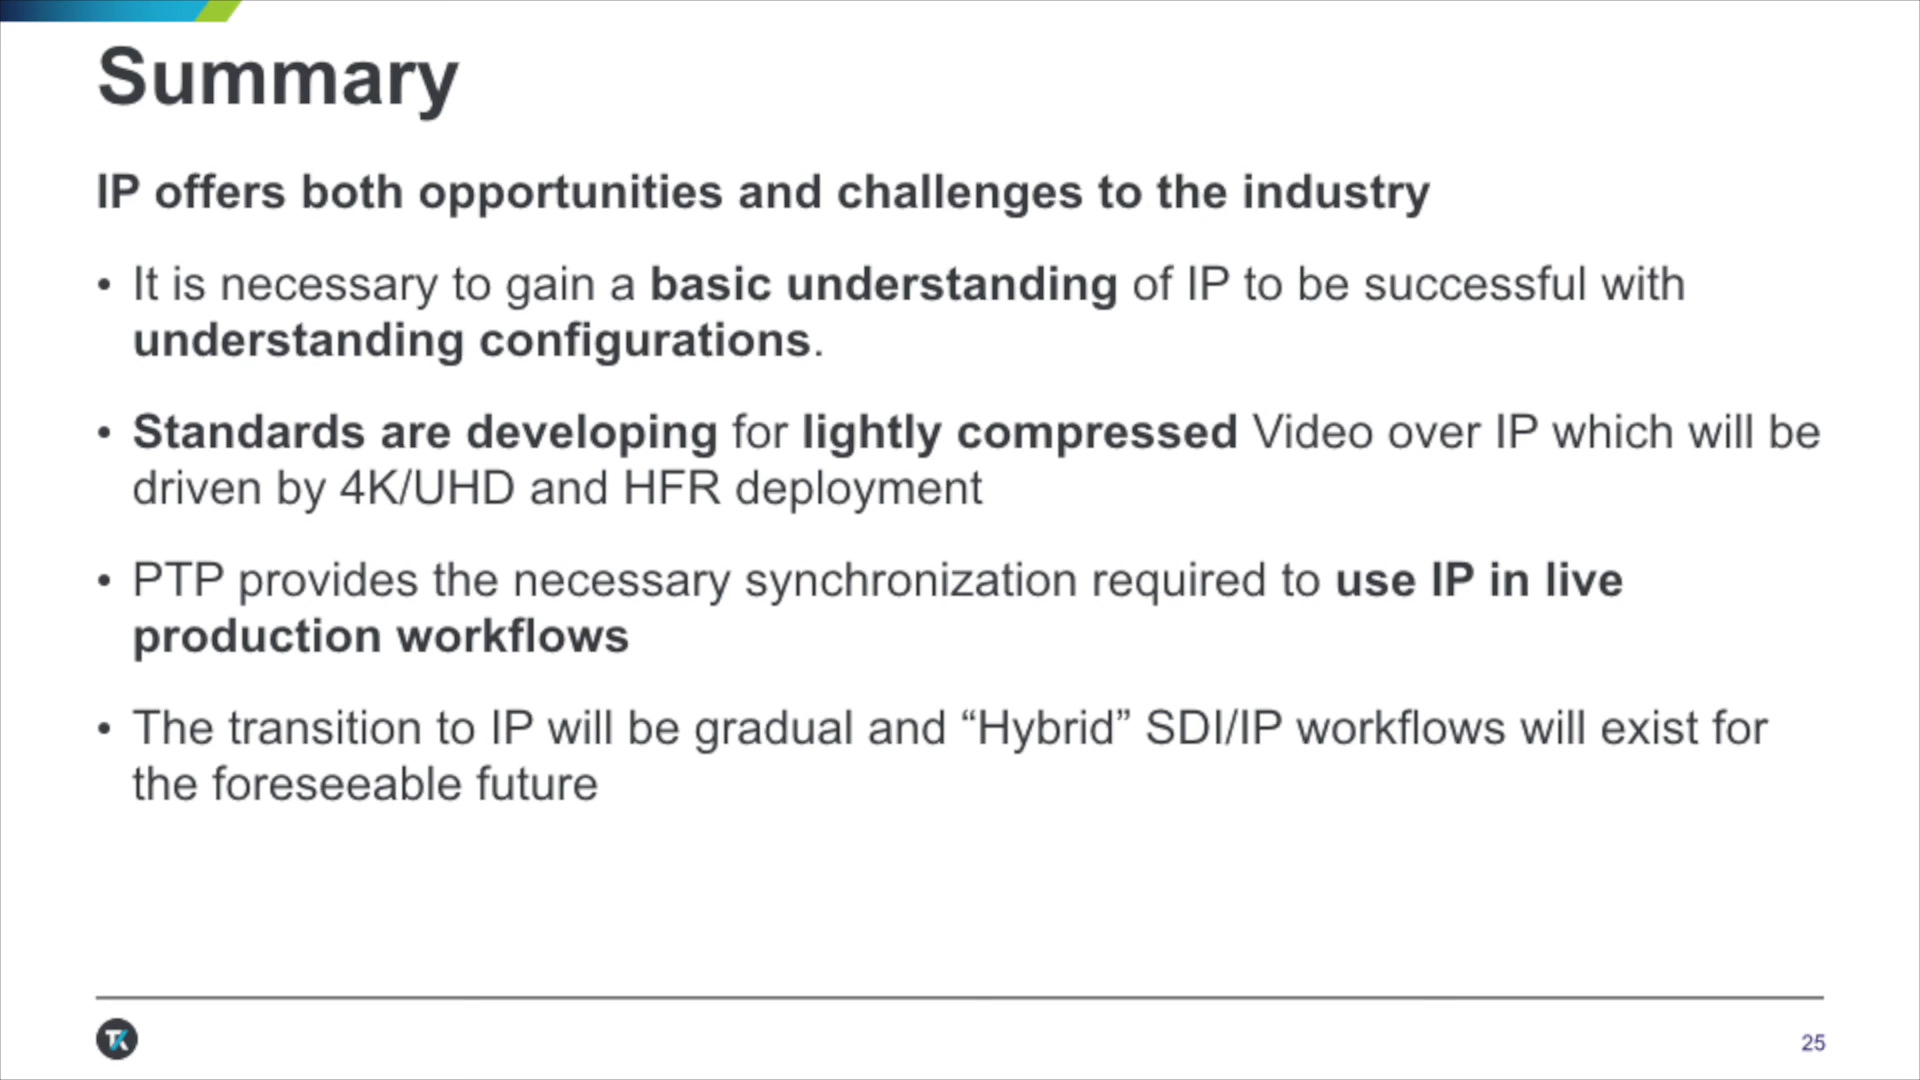 Summary
IP offers both opportunities and challenges to the industry
• It is necessary to gain a basic understanding of IP to be successful with
understanding configurations.
• Standards are developing for lightly compressed Video over IP which will be
driven by 4K/UHD and HFR deployment
• PTP provides the necessary synchronization required to use IP in live
production workflows
• The transition to IP will be gradual and “Hybrid” SDI/IP workflows will exist for
the foreseeable future
TK
25